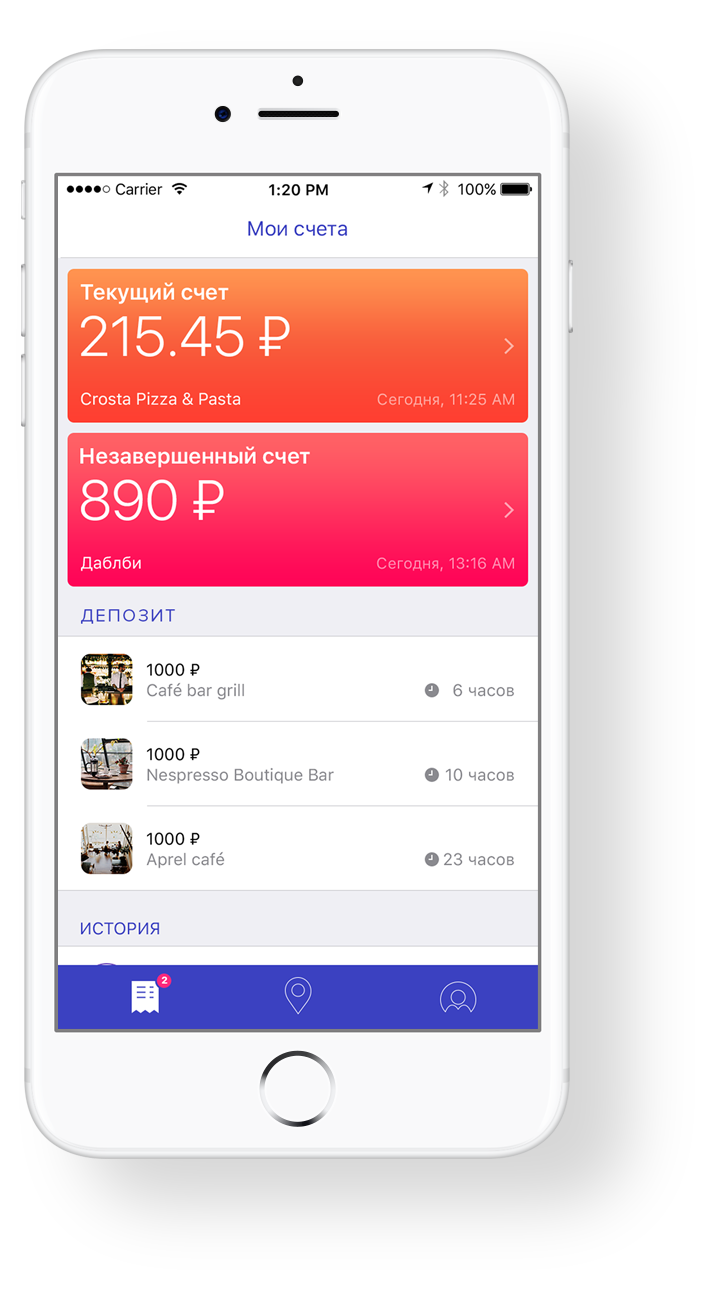 Carrier 1:20 PM 100%
Мои счета
Текущий счет
215.45 ₽
Crosta Pizza & Pasta Сегодня, 11:25 AM
Незавершенный счет
890 ₽
Даблби Сегодня, 13:16 AM
ДЕПОЗИТ
1000 ₽
Café bar grill 6 часов
1000 ₽
Nespresso Boutique Bar 10 часов
1000 ₽
Aprel café 23 часов
ИСТОРИЯ
2